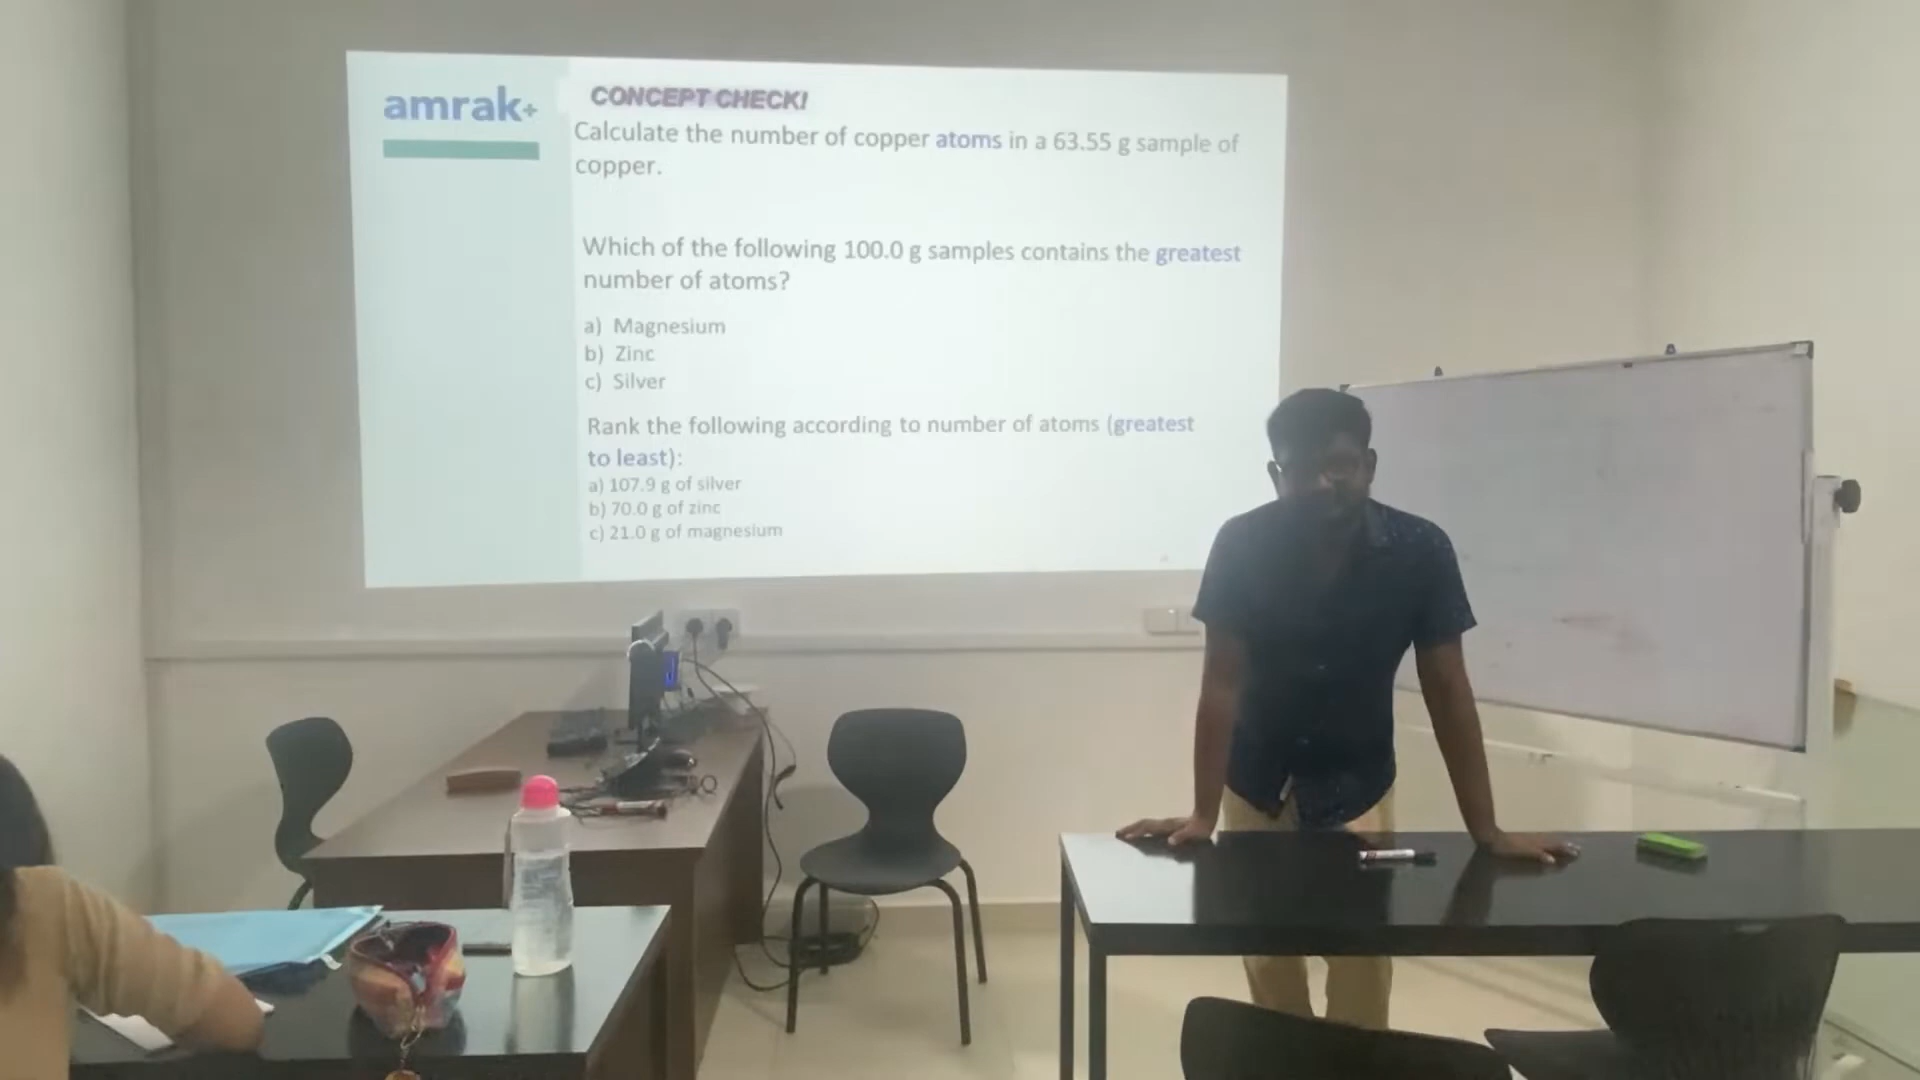 amrak+
CONCEPT CHECK!
Calculate the number of copper atoms in a 63.55 g sample of
copper.
Which of the following 100.0 g samples contains the greatest
number of atoms?
a) Magnesium
b) Zinc
c) Silver
Rank the following according to number of atoms (greatest
to least):
a) 107.9 g of silver
b) 70.0 g of zinc
c) 21.0 g of magnesium